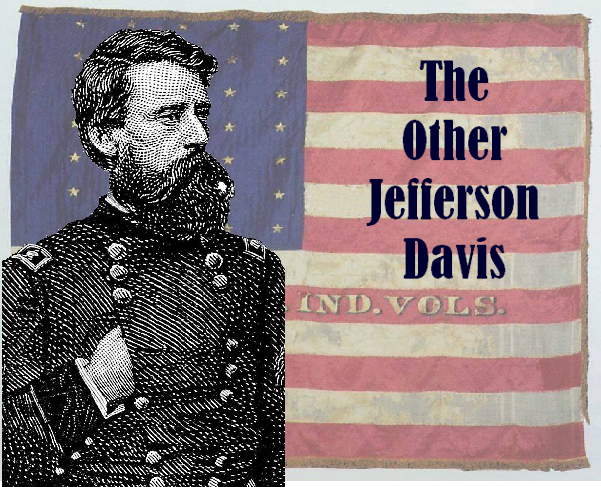 The
Other
Jefferson
Davis
IND. VOLS.